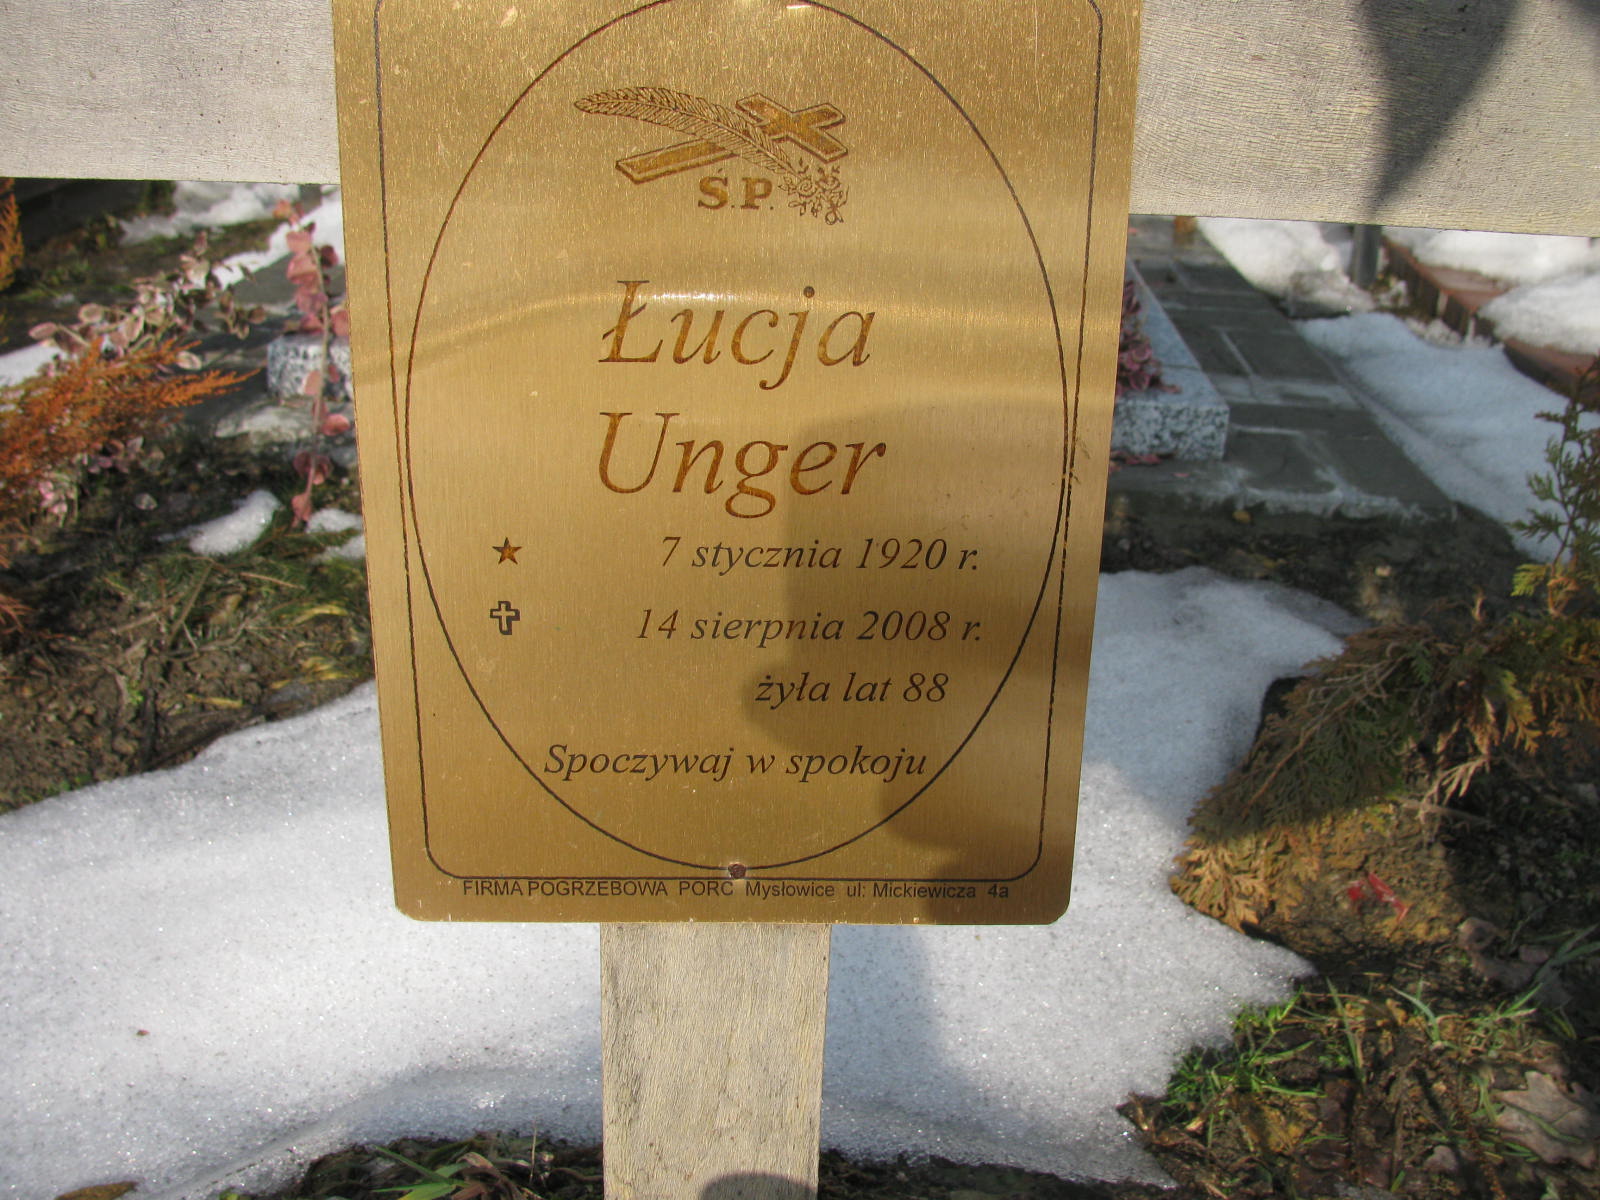 Ś.P.
Łucja
Unger
7 stycznia 1920 r.
14 sierpnia 2008 r.
żyła lat 88
Spoczywaj w spokoju
FIRMA POGRZEBOWA PORC Mysłowice ul: Mickiewicza 4a